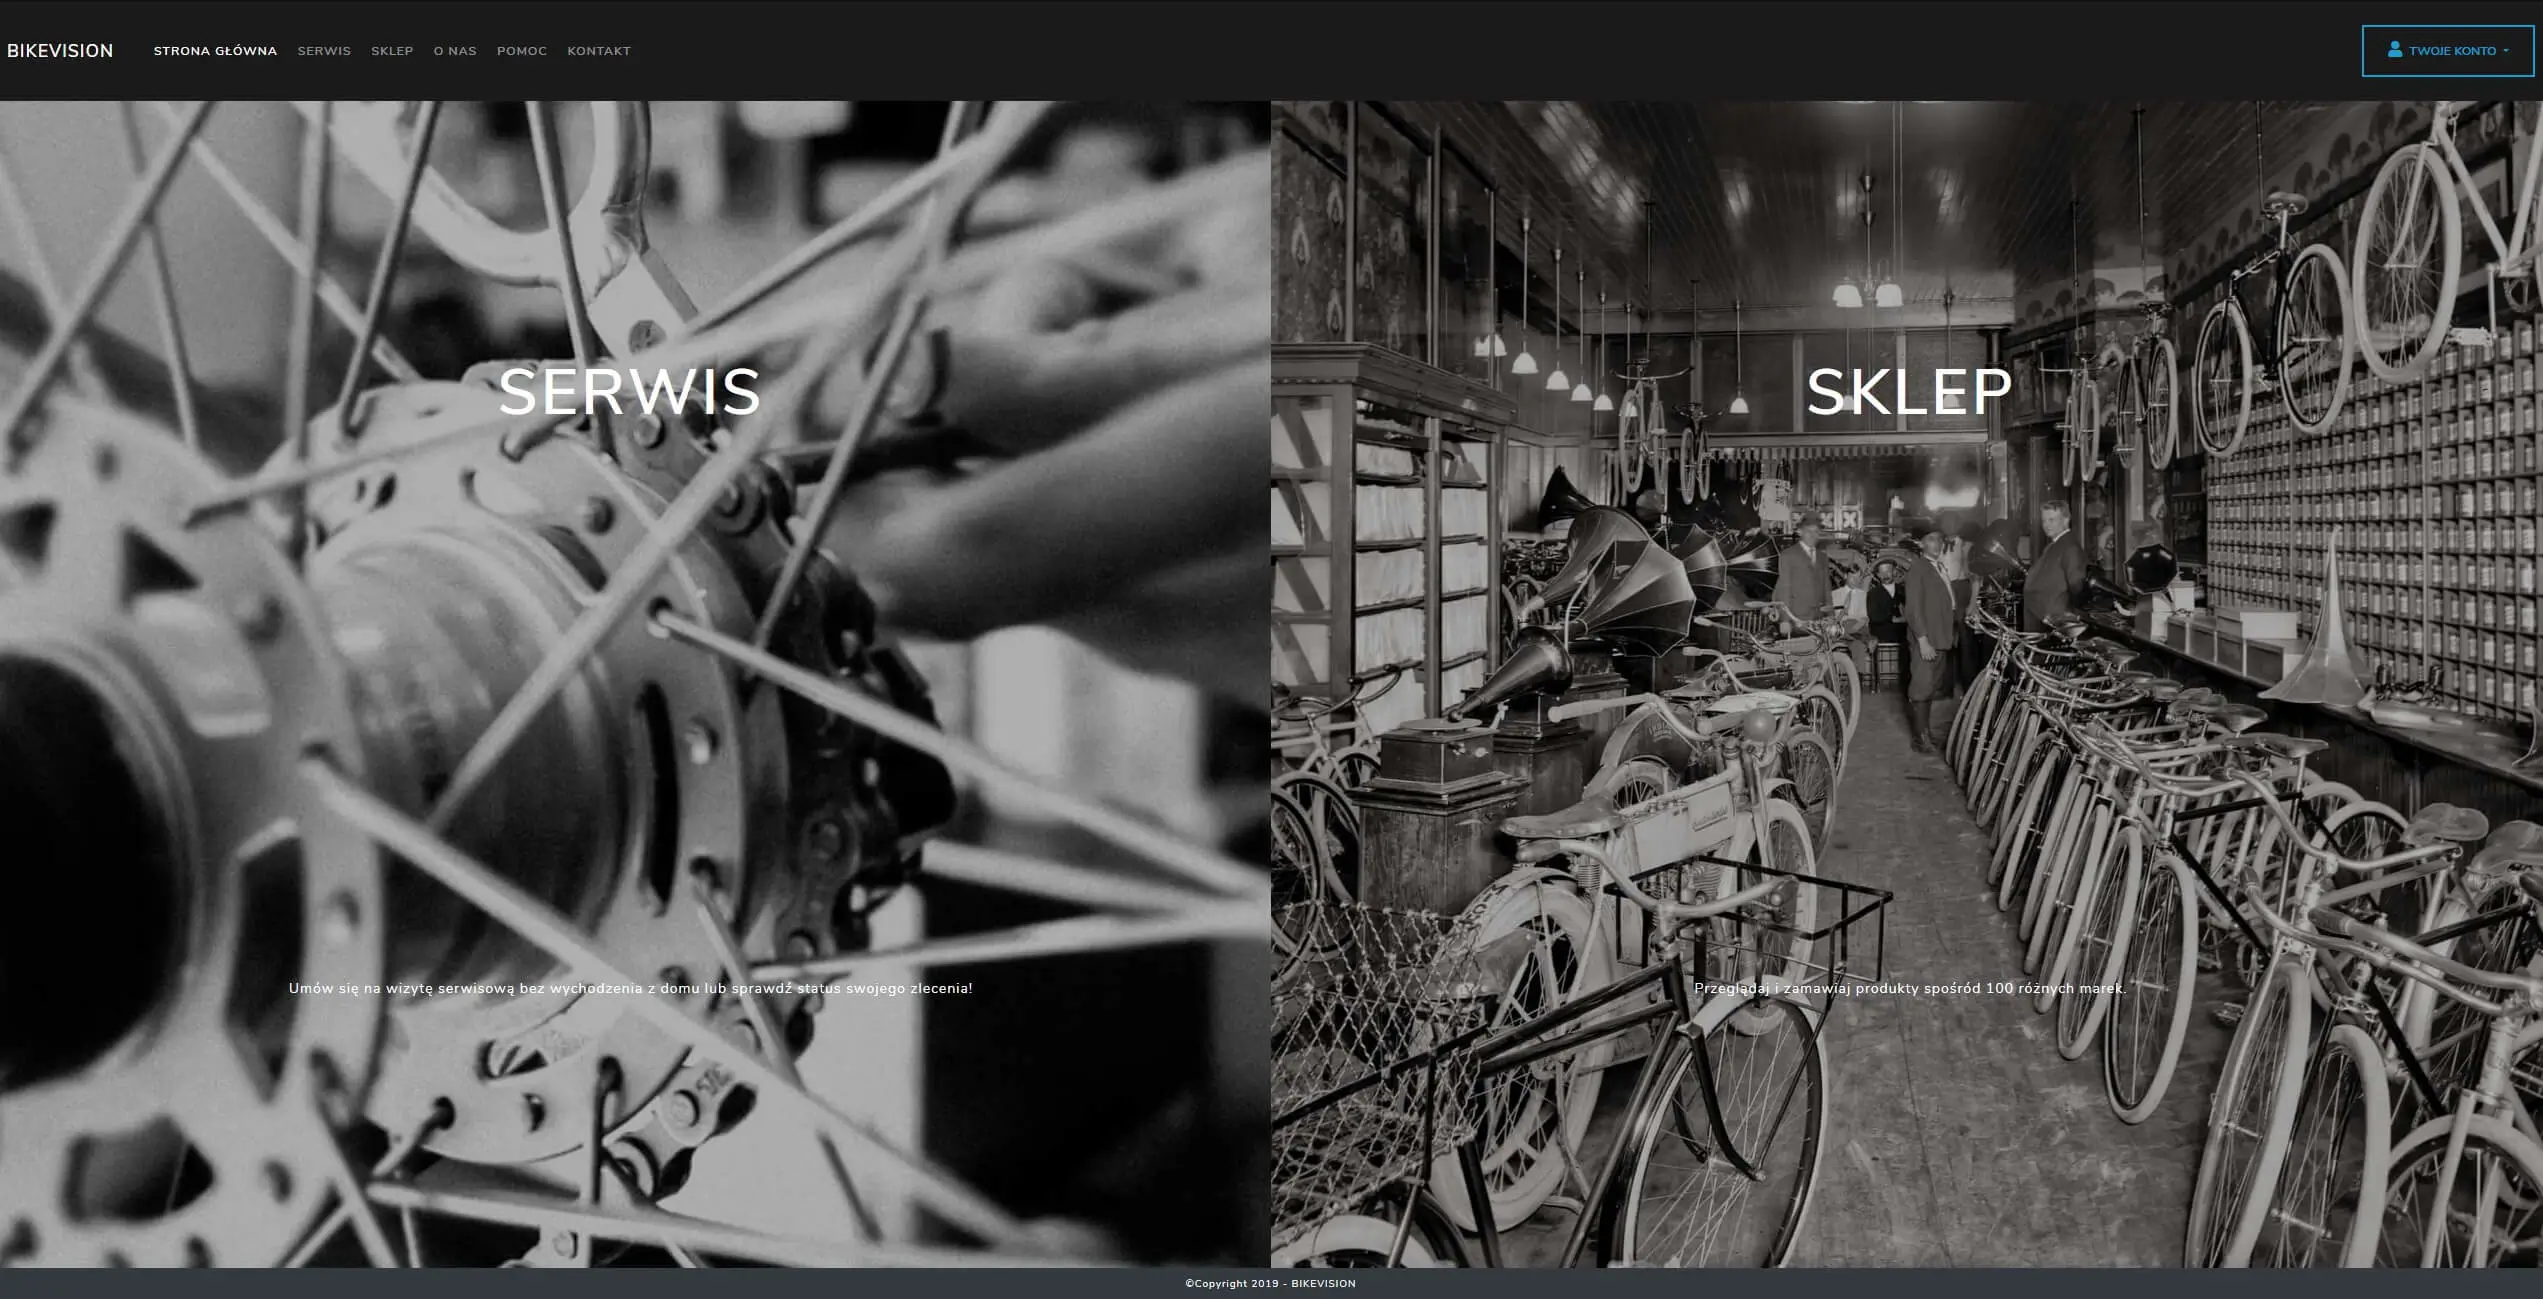 BIKEVISION STRONA GŁÓWNA SERWIS SKLEP O NAS POMOC KONTAKT TWOJE KONTO
SERWIS
SKLEP
Umów się na wizytę serwisową bez wychodzenia z domu lub sprawdź status swojego zlecenia!
Przeglądaj i zamawiaj produkty spośród 100 różnych marek.
©Copyright 2019 - BIKEVISION